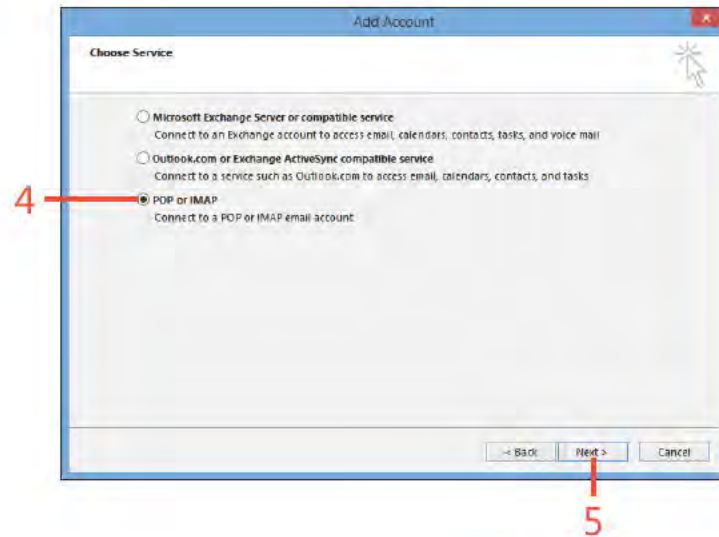 Add Account
Choose Service
Microsoft Exchange Server or compatible service
Connect to an Exchange account to access email, calendars, contacts, tasks, and voice mail
Outlook.com or Exchange ActiveSync compatible service
Connect to a service such as Outlook.com to access email, calendars, contacts, and tasks
4
POP or IMAP
Connect to a POP or IMAP email account
< Back Next > Cancel
5